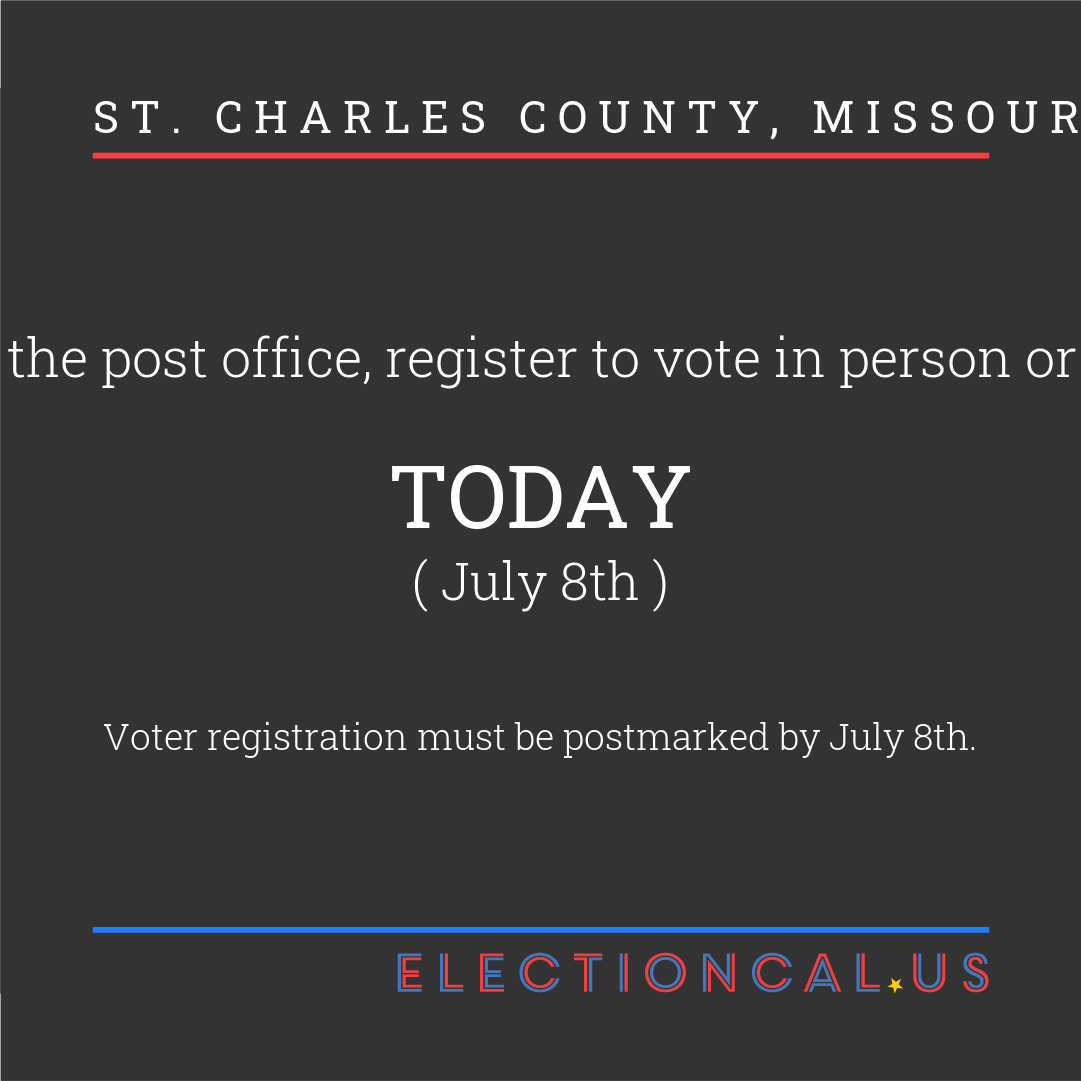 ST. CHARLES COUNTY, MISSOUR
the post office, register to vote in person or
TODAY
( July 8th )
Voter registration must be postmarked by July 8th.
ELECTIONCAL.US